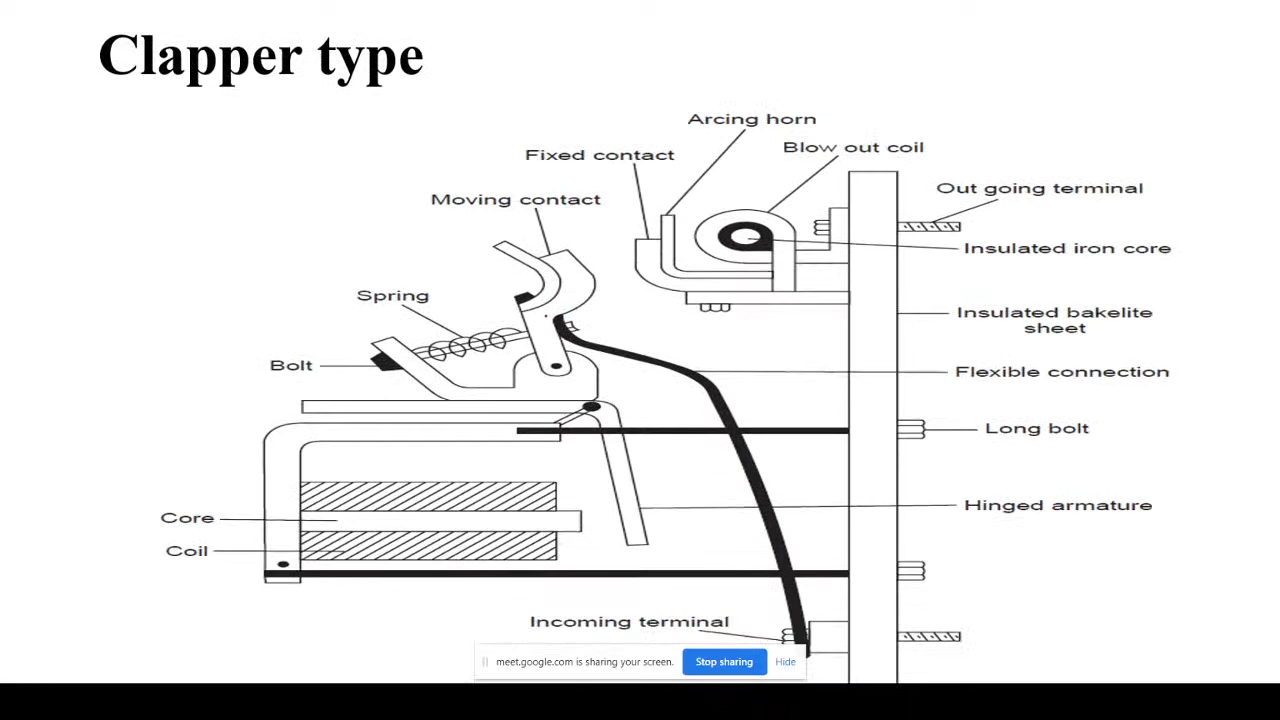 Clapper type
Arcing horn
Blow out coil
Fixed contact
Out going terminal
Moving contact
Insulated iron core
Spring
Insulated bakelite
sheet
Bolt
Flexible connection
Long bolt
Hinged armature
Core
Coil
Incoming terminal
meet.google.com is sharing your screen.
Stop sharing
Hide